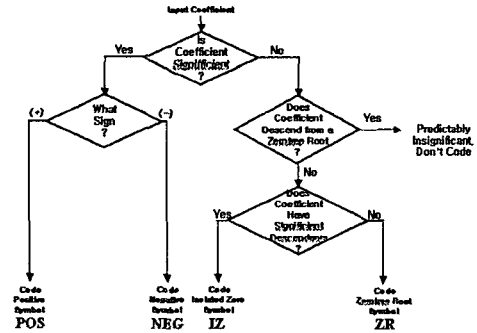 Input Coefficient
Is
Coefficient
Significant
?
Yes
No
What
Sign
?
(+)
(-)
Does
Coefficient
Descend from a
Zerotree Root
?
Yes
Predictably
Insignificant,
Don't Code
No
Does
Coefficient
Have
Significant
Descendants
?
Yes
No
Code
Positive
Symbol
POS
Code
Negative
Symbol
NEG
Code
Isolated Zero
Symbol
IZ
Code
Zerotree Root
Symbol
ZR